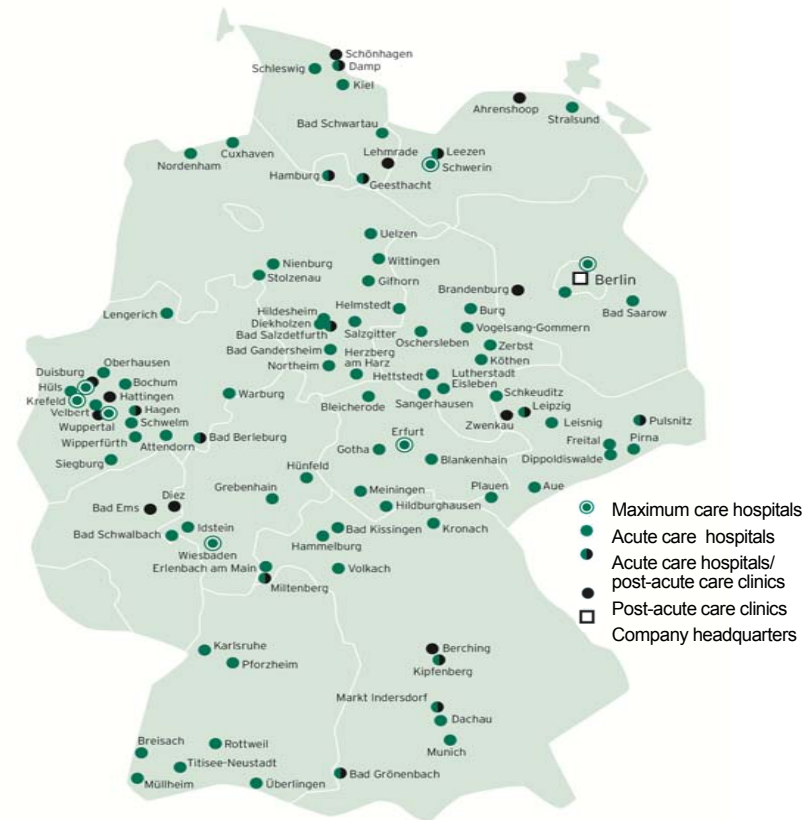 Schönhagen
Damp
Schleswig
Kiel
Ahrenshoop
Stralsund
Bad Schwartau
Cuxhaven
Nordenham
Lehmrade
Leezen
Schwerin
Hamburg
Geesthacht
Uelzen
Wittingen
Nienburg
Stolzenau
Gifhorn
Berlin
Brandenburg
Bad Saarow
Lengerich
Hildesheim
Diekholzen
Bad Salzdetfurth
Helmstedt
Salzgitter
Burg
Vogelsang-Gommern
Oschersleben
Zerbst
Bad Gandersheim
Northeim
Herzberg
am Harz
Köthen
Hettstedt
Lutherstadt
Eisleben
Oberhausen
Duisburg
Bochum
Hüls
Hattingen
Krefeld
Hagen
Velbert
Schwelm
Wuppertal
Wipperfürth
Attendorn
Siegburg
Warburg
Bad Berleburg
Bleicherode
Sangerhausen
Schkeuditz
Leipzig
Zwenkau
Leisnig
Pulsnitz
Freital
Pirna
Dippoldiswalde
Erfurt
Gotha
Blankenhain
Hünfeld
Grebenhain
Meiningen
Hildburghausen
Plauen
Aue
Diez
Bad Ems
Idstein
Bad Schwalbach
Wiesbaden
Bad Kissingen
Hammelburg
Kronach
Erlenbach am Main
Miltenberg
Volkach
Maximum care hospitals
Acute care hospitals
Acute care hospitals/
post-acute care clinics
Post-acute care clinics
Company headquarters
Karlsruhe
Pforzheim
Berching
Kipfenberg
Markt Indersdorf
Dachau
Munich
Breisach
Rottweil
Titisee-Neustadt
Müllheim
Überlingen
Bad Grönenbach